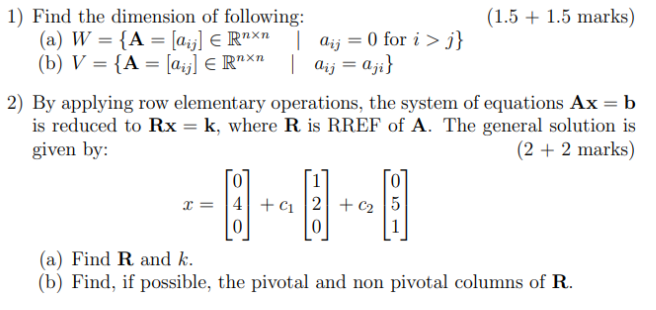 1) Find the dimension of following: (1.5 + 1.5 marks)
(a) W = {A = [aᵢⱼ] ∈ ℝⁿˣⁿ | aᵢⱼ = 0 for i > j}
(b) V = {A = [aᵢⱼ] ∈ ℝⁿˣⁿ | aᵢⱼ = aⱼᵢ}
2) By applying row elementary operations, the system of equations Ax = b
is reduced to Rx = k, where R is RREF of A. The general solution is
given by: (2 + 2 marks)
x = [0 4 0] + c₁ [1 2 0] + c₂ [0 5 1]
(a) Find R and k.
(b) Find, if possible, the pivotal and non pivotal columns of R.